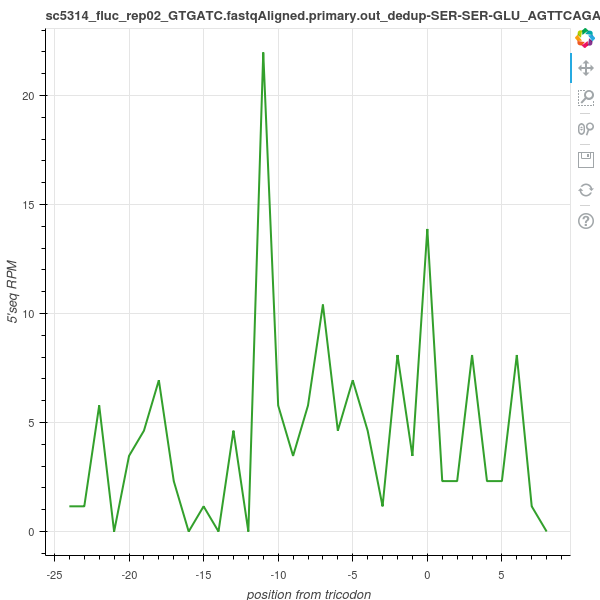 sc5314_fluc_rep02_GTGATC.fastqAligned.primary.out_dedup-SER-SER-GLU_AGTTCAGA
20
15
10
5
0
5'seq RPM
-25 -20 -15 -10 -5 0 5
position from tricodon